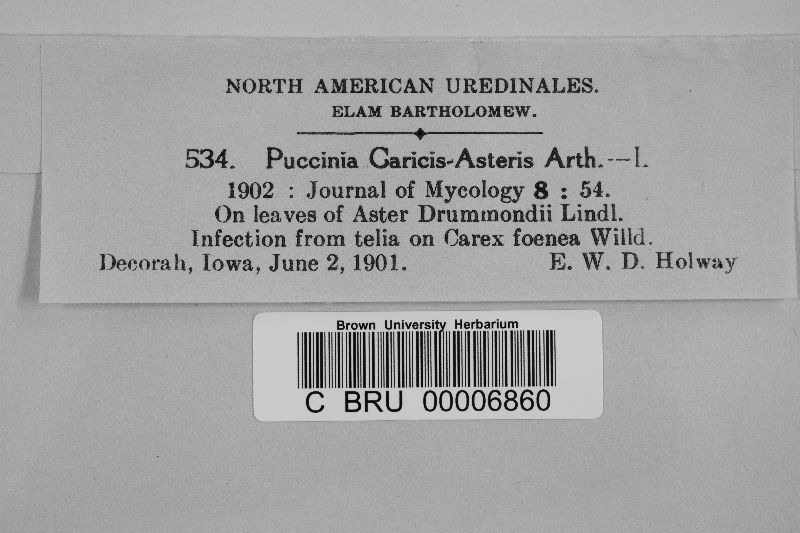 NORTH AMERICAN UREDINALES.
ELAM BARTHOLOMEW.
534. Puccinia Caricis-Asteris Arth.—I.
1902 : Journal of Mycology 8 : 54.
On leaves of Aster Drummondii Lindl.
Infection from telia on Carex foenea Willd.
Decorah, Iowa, June 2, 1901. E. W. D. Holway
Brown University Herbarium
C BRU 00006860